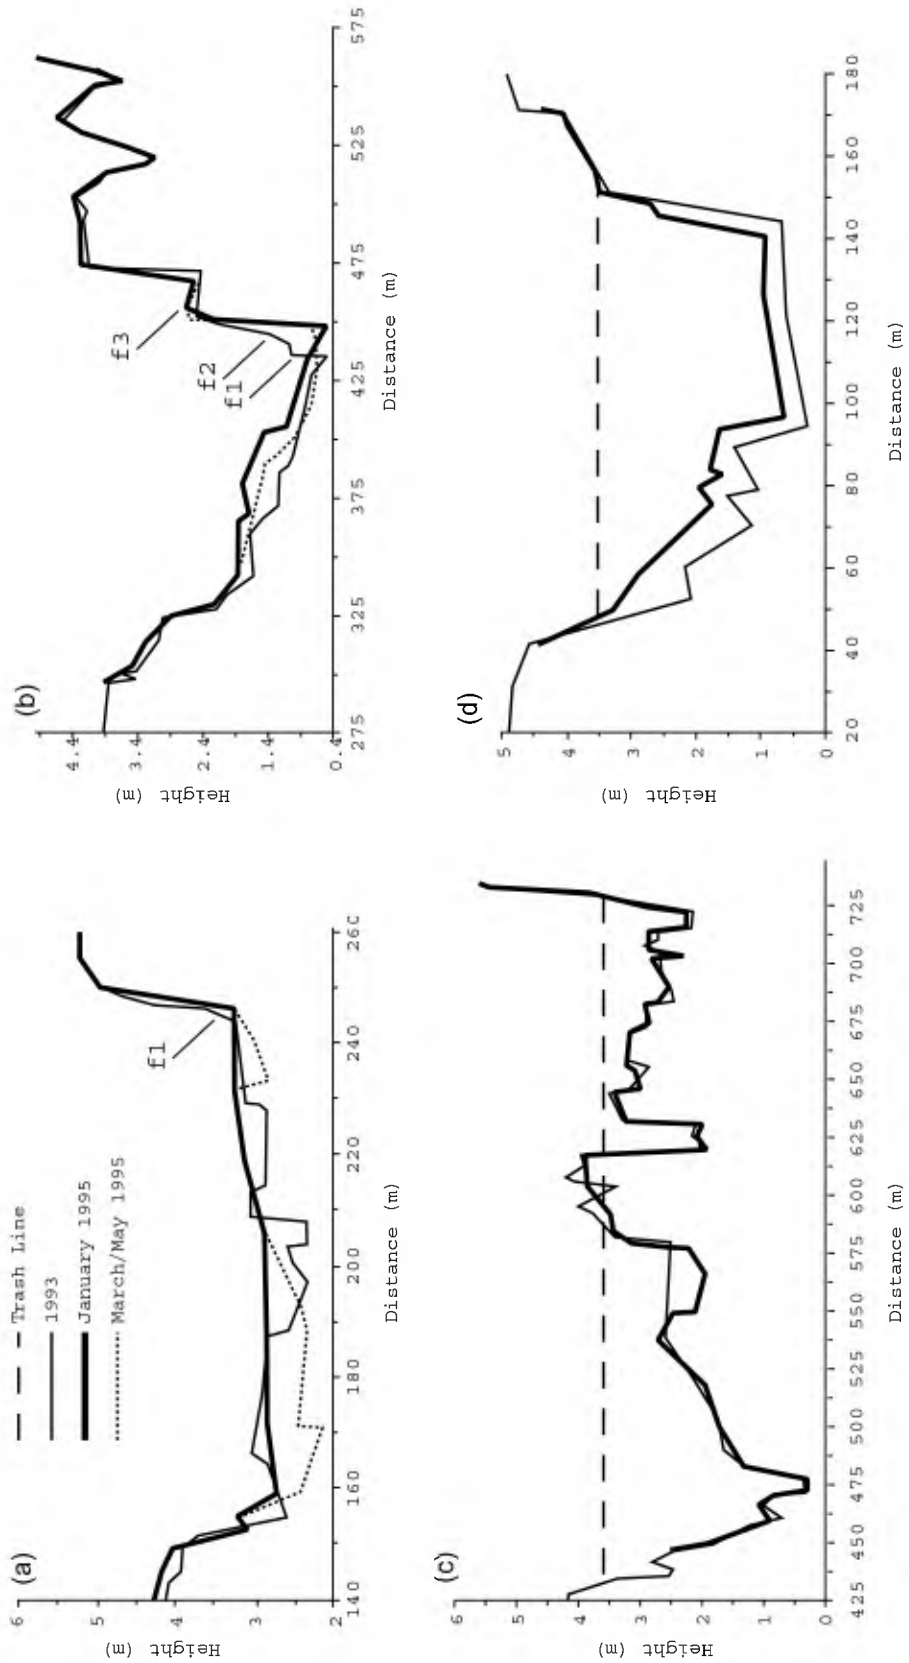 (a)
Trash Line
1993
January 1995
March/May 1995
6
5
4
3
2
Height (m)
f1
140 160 180 200 220 240 260
Distance (m)
(b)
4.4
3.4
2.4
1.4
0.4
Height (m)
f3
f2
f1
275 325 375 425 475 525 575
Distance (m)
(c)
6
5
4
3
2
1
0
Height (m)
425 450 475 500 525 550 575 600 625 650 675 700 725
Distance (m)
(d)
5
4
3
2
1
0
Height (m)
20 40 60 80 100 120 140 160 180
Distance (m)